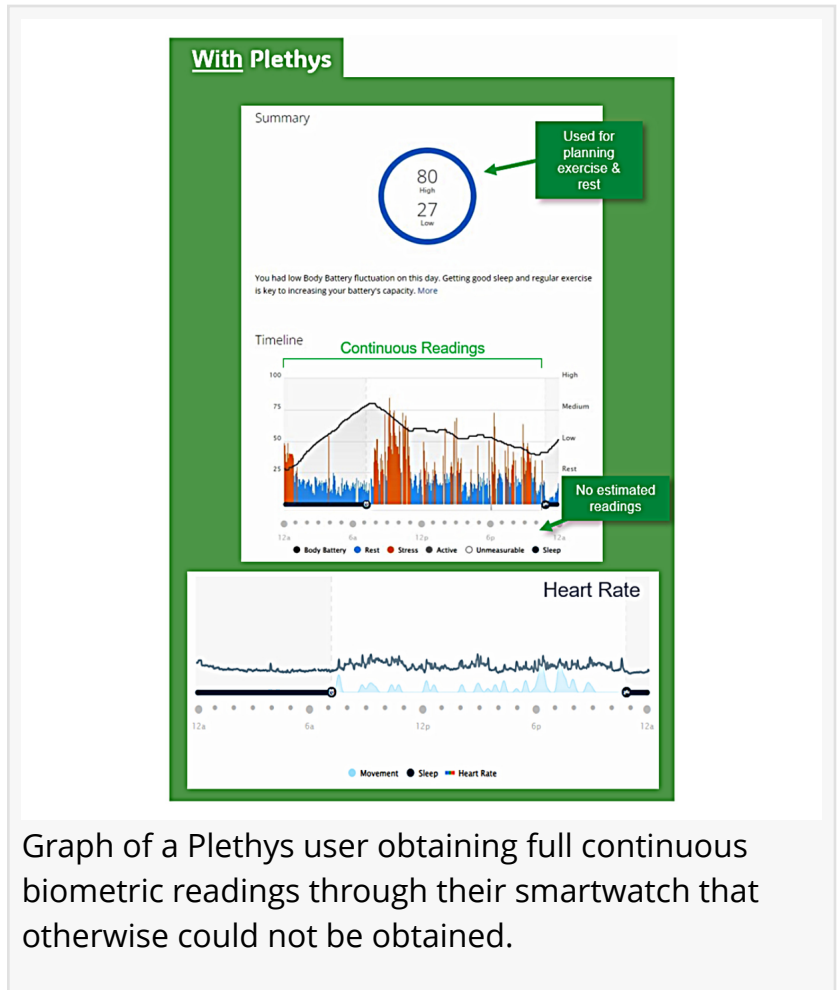 With Plethys
Summary
Used for
planning
exercise &
rest
80
High
27
Low
You had low Body Battery fluctuation on this day. Getting good sleep and regular exercise
is key to increasing your battery's capacity. More
Timeline
Continuous Readings
100
High
75
Medium
50
Low
25
Rest
No estimated
readings
12a
6a
12p
6p
12a
Body Battery Rest Stress Active Unmeasurable Sleep
Heart Rate
12a
6a
12p
6p
12a
Movement Sleep Heart Rate
Graph of a Plethys user obtaining full continuous
biometric readings through their smartwatch that
otherwise could not be obtained.